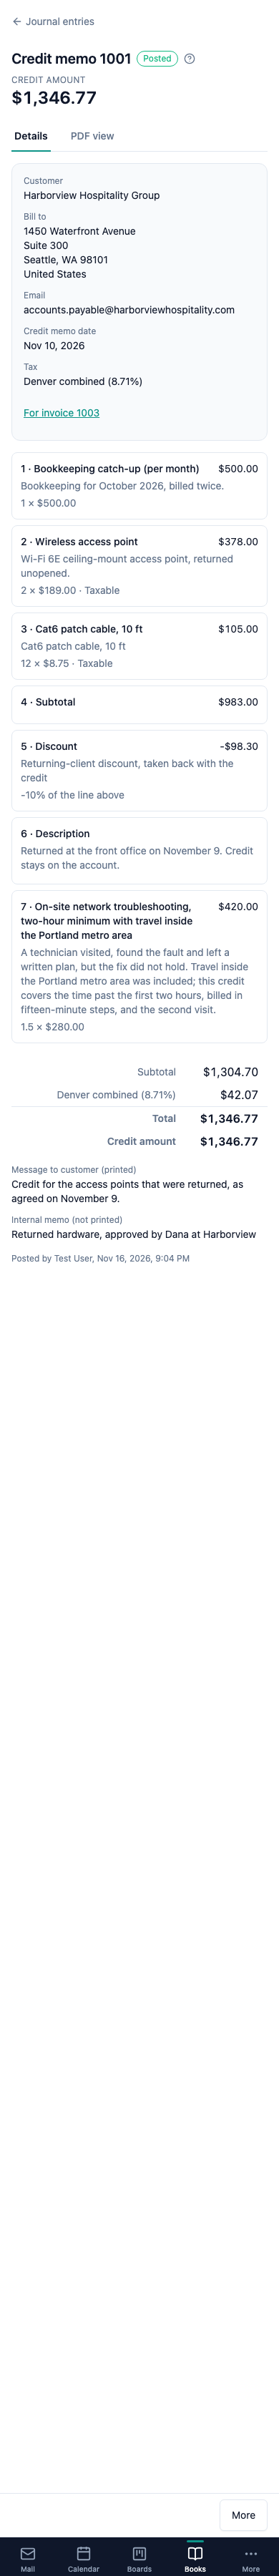 Journal entries
Credit memo 1001 Posted
CREDIT AMOUNT
$1,346.77
Details PDF view
Customer
Harborview Hospitality Group
Bill to
1450 Waterfront Avenue
Suite 300
Seattle, WA 98101
United States
Email
accounts.payable@harborviewhospitality.com
Credit memo date
Nov 10, 2026
Tax
Denver combined (8.71%)
For invoice 1003
1 · Bookkeeping catch-up (per month) $500.00
Bookkeeping for October 2026, billed twice.
1 × $500.00
2 · Wireless access point $378.00
Wi-Fi 6E ceiling-mount access point, returned
unopened.
2 × $189.00 · Taxable
3 · Cat6 patch cable, 10 ft $105.00
Cat6 patch cable, 10 ft
12 × $8.75 · Taxable
4 · Subtotal $983.00
5 · Discount -$98.30
Returning-client discount, taken back with the
credit
-10% of the line above
6 · Description
Returned at the front office on November 9. Credit
stays on the account.
7 · On-site network troubleshooting, $420.00
two-hour minimum with travel inside
the Portland metro area
A technician visited, found the fault and left a
written plan, but the fix did not hold. Travel inside
the Portland metro area was included; this credit
covers the time past the first two hours, billed in
fifteen-minute steps, and the second visit.
1.5 × $280.00
Subtotal $1,304.70
Denver combined (8.71%) $42.07
Total $1,346.77
Credit amount $1,346.77
Message to customer (printed)
Credit for the access points that were returned, as
agreed on November 9.
Internal memo (not printed)
Returned hardware, approved by Dana at Harborview
Posted by Test User, Nov 16, 2026, 9:04 PM
More
Mail Calendar Boards Books More